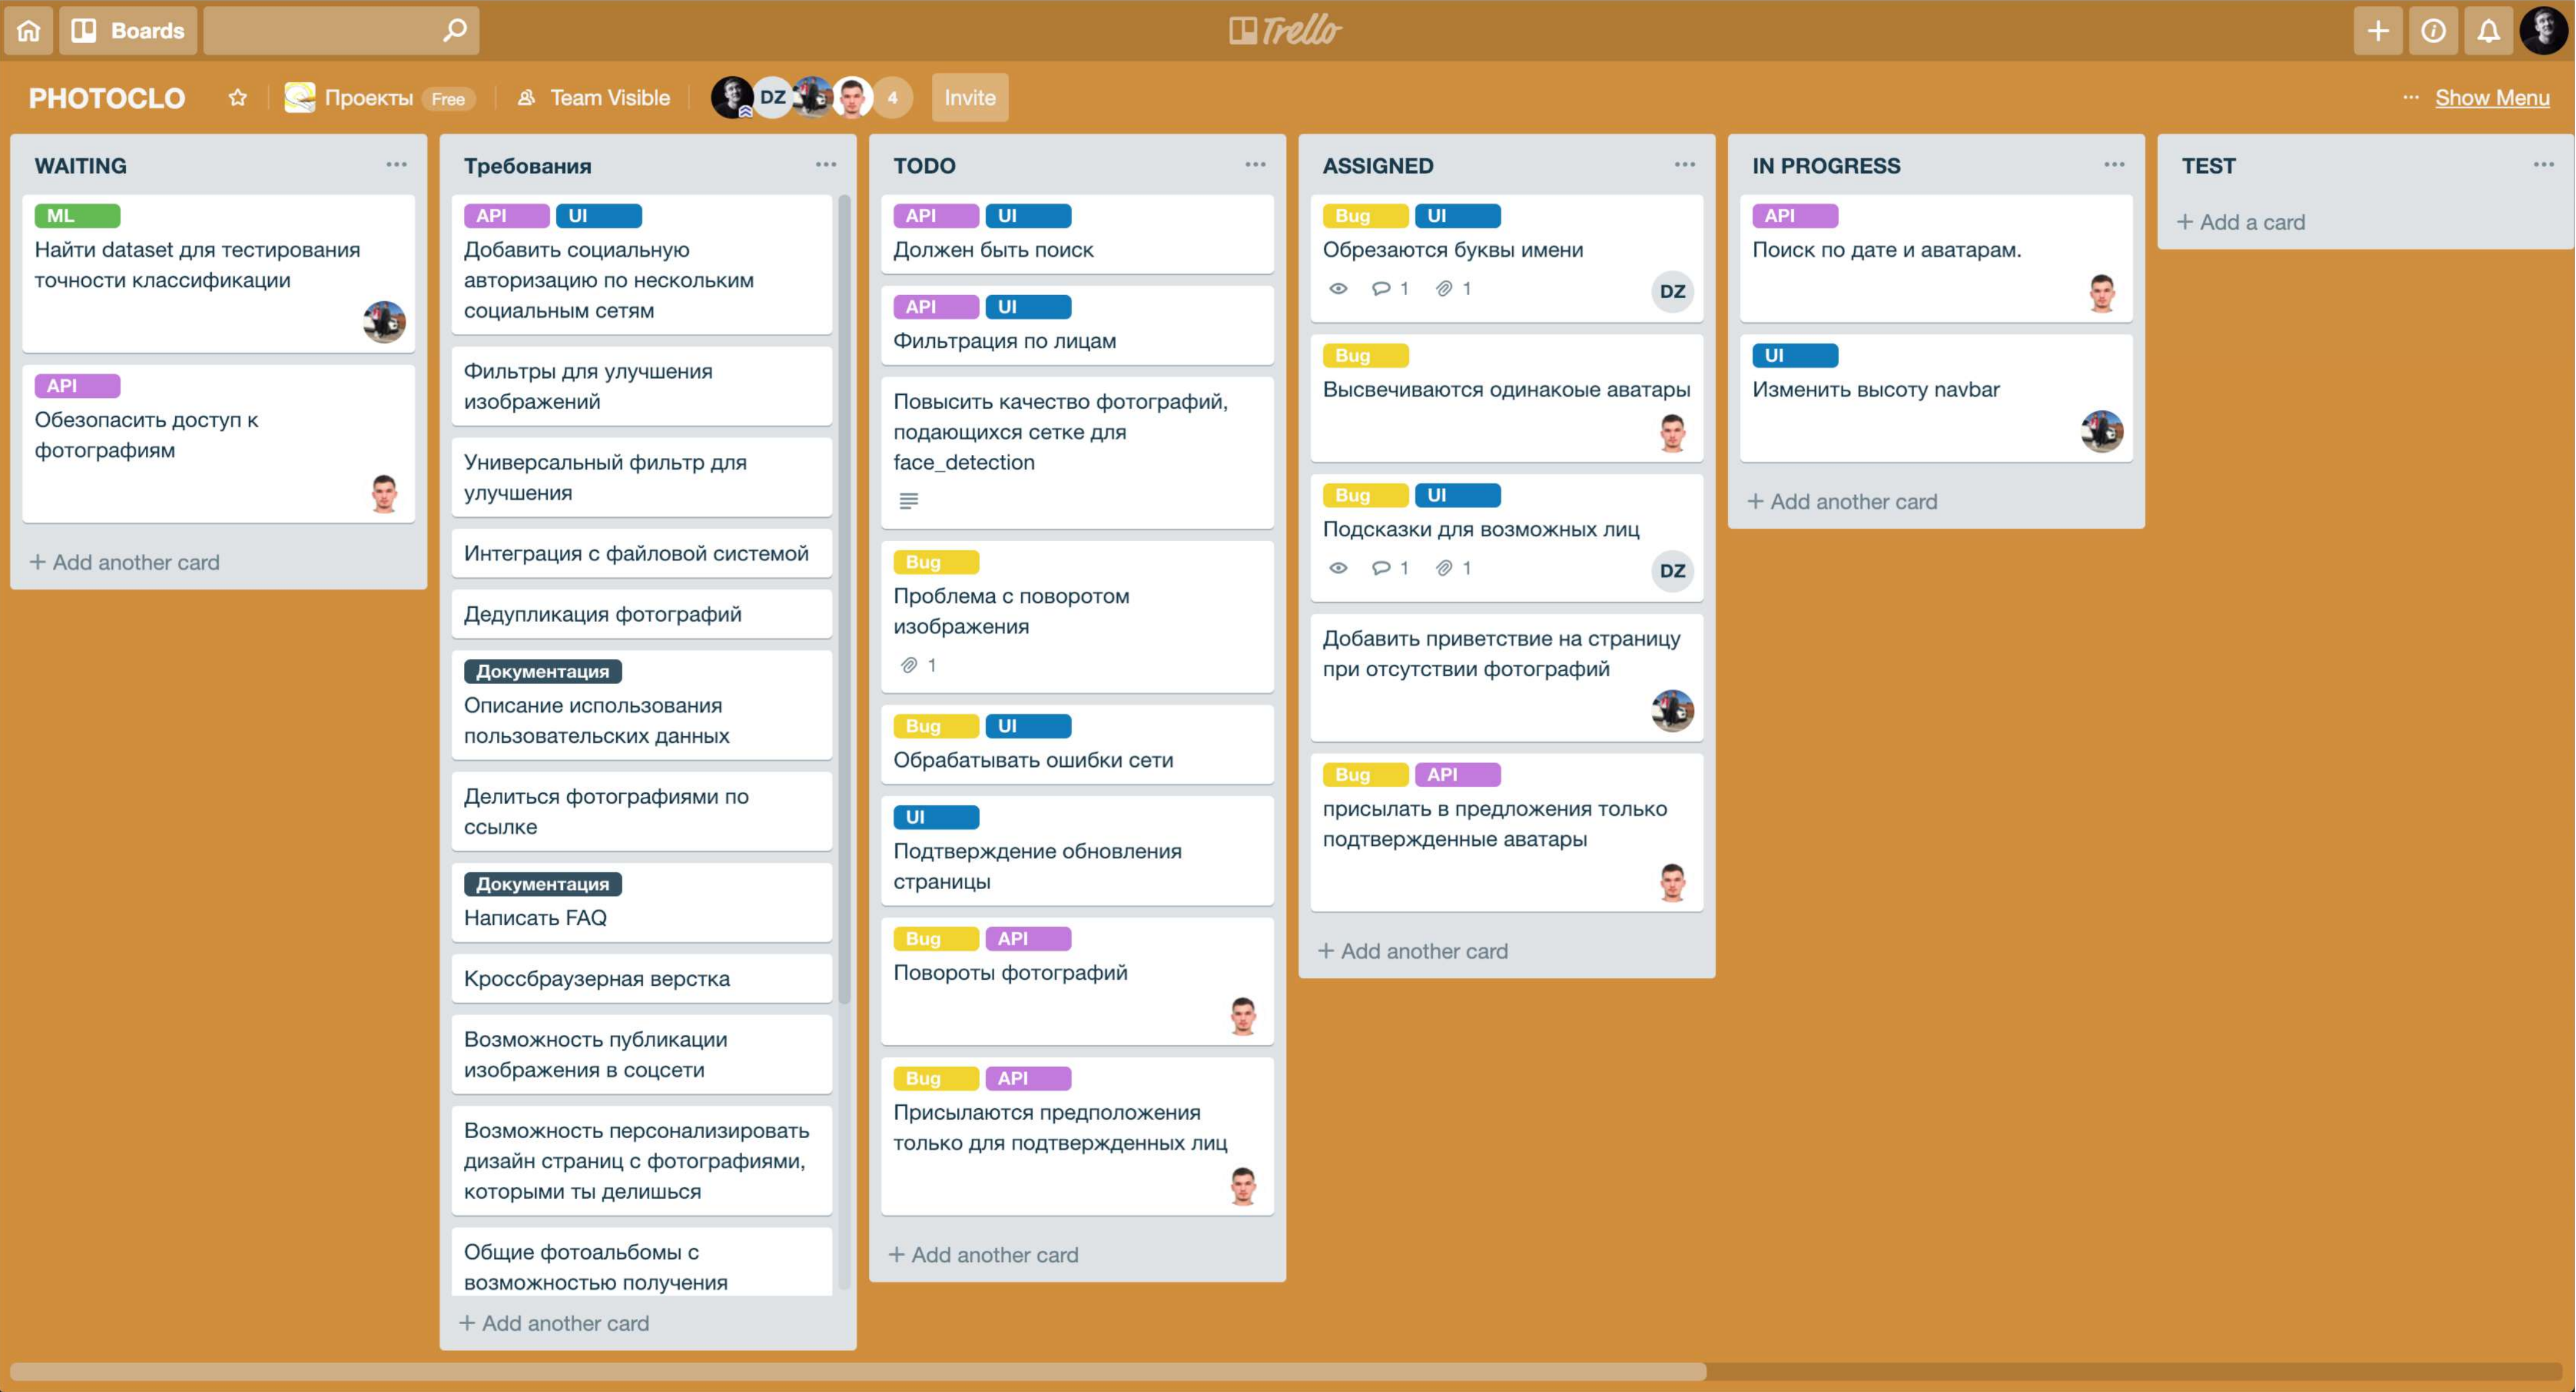 Boards
Trello
PHOTOCLO
Проекты Free
Team Visible
DZ
4
Invite
... Show Menu
WAITING
ML
Найти dataset для тестирования
точности классификации
API
Обезопасить доступ к
фотографиям
+ Add another card
Требования
API UI
Добавить социальную
авторизацию по нескольким
социальным сетям
Фильтры для улучшения
изображений
Универсальный фильтр для
улучшения
Интеграция с файловой системой
Дедупликация фотографий
Документация
Описание использования
пользовательских данных
Делиться фотографиями по
ссылке
Документация
Написать FAQ
Кроссбраузерная верстка
Возможность публикации
изображения в соцсети
Возможность персонализировать
дизайн страниц с фотографиями,
которыми ты делишься
Общие фотоальбомы с
возможностью получения
+ Add another card
TODO
API UI
Должен быть поиск
API UI
Фильтрация по лицам
Повысить качество фотографий,
подающихся сетке для
face_detection
Bug
Проблема с поворотом
изображения
1
Bug UI
Обрабатывать ошибки сети
UI
Подтверждение обновления
страницы
Bug API
Повороты фотографий
Bug API
Присылаются предположения
только для подтвержденных лиц
+ Add another card
ASSIGNED
Bug UI
Обрезаются буквы имени
1 1 DZ
Bug
Высвечиваются одинакоые аватары
Bug UI
Подсказки для возможных лиц
1 1 DZ
Добавить приветствие на страницу
при отсутствии фотографий
Bug API
присылать в предложения только
подтвержденные аватары
+ Add another card
IN PROGRESS
API
Поиск по дате и аватарам.
UI
Изменить высоту navbar
+ Add another card
TEST
+ Add a card